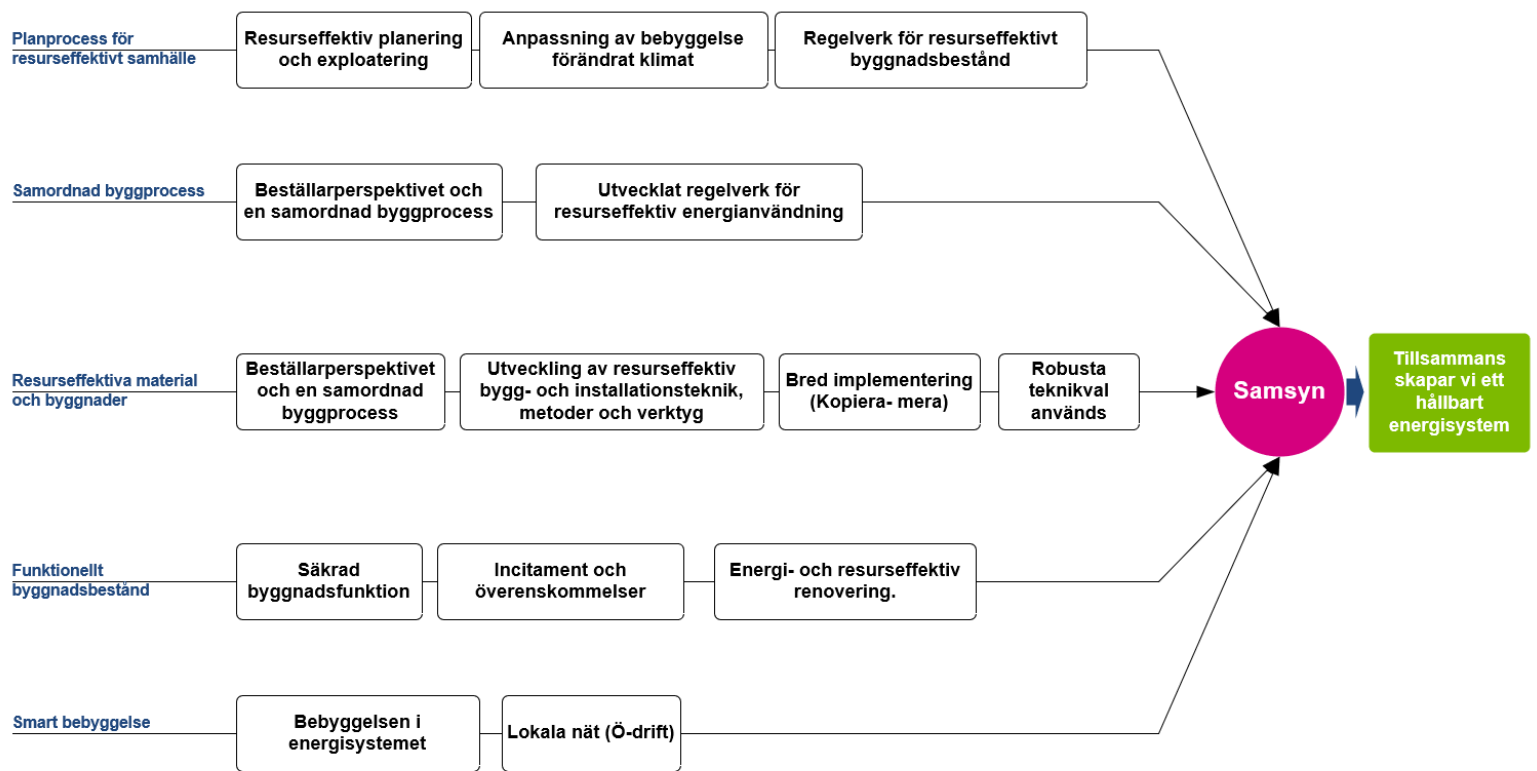 Planprocess för
resurseffektivt samhälle
Resurseffektiv planering
och exploatering
Anpassning av bebyggelse
förändrat klimat
Regelverk för resurseffektivt
byggnadsbestånd
Samordnad byggprocess
Beställarperspektivet och
en samordnad byggprocess
Utvecklat regelverk för
resurseffektiv energianvändning
Resurseffektiva material
och byggnader
Beställarperspektivet
och en samordnad
byggprocess
Utveckling av resurseffektiv
bygg- och installationsteknik,
metoder och verktyg
Bred implementering
(Kopiera- mera)
Robusta
teknikval
används
Samsyn
Tillsammans
skapar vi ett
hållbart
energisystem
Funktionellt
byggnadsbestånd
Säkrad
byggnadsfunktion
Incitament och
överenskommelser
Energi- och resurseffektiv
renovering.
Smart bebyggelse
Bebyggelsen i
energisystemet
Lokala nät (Ö-drift)